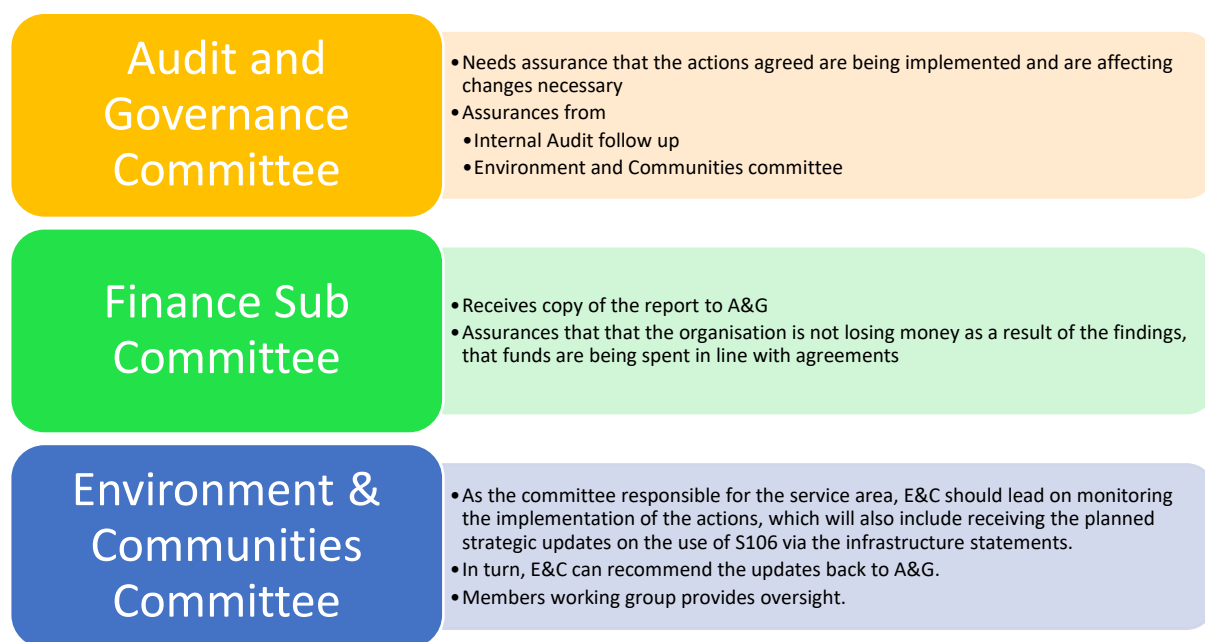 Audit and
Governance
Committee
•Needs assurance that the actions agreed are being implemented and are affecting
changes necessary
•Assurances from
•Internal Audit follow up
•Environment and Communities committee
Finance Sub
Committee
•Receives copy of the report to A&G
•Assurances that that the organisation is not losing money as a result of the findings,
that funds are being spent in line with agreements
Environment &
Communities
Committee
•As the committee responsible for the service area, E&C should lead on monitoring
the implementation of the actions, which will also include receiving the planned
strategic updates on the use of S106 via the infrastructure statements.
•In turn, E&C can recommend the updates back to A&G.
•Members working group provides oversight.